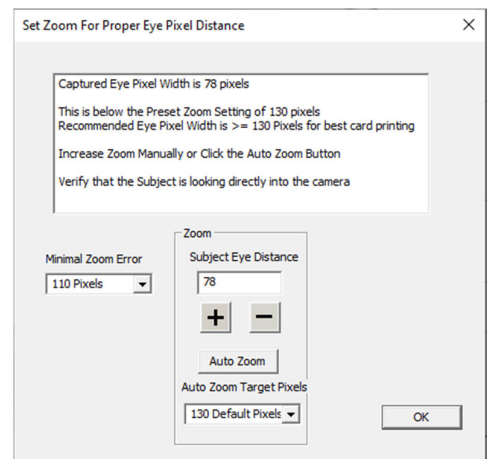 Set Zoom For Proper Eye Pixel Distance
Captured Eye Pixel Width is 78 pixels
This is below the Preset Zoom Setting of 130 pixels
Recommended Eye Pixel Width is >= 130 Pixels for best card printing
Increase Zoom Manually or Click the Auto Zoom Button
Verify that the Subject is looking directly into the camera
Zoom
Minimal Zoom Error
Subject Eye Distance
110 Pixels
78
+ −
Auto Zoom
Auto Zoom Target Pixels
130 Default Pixels
OK